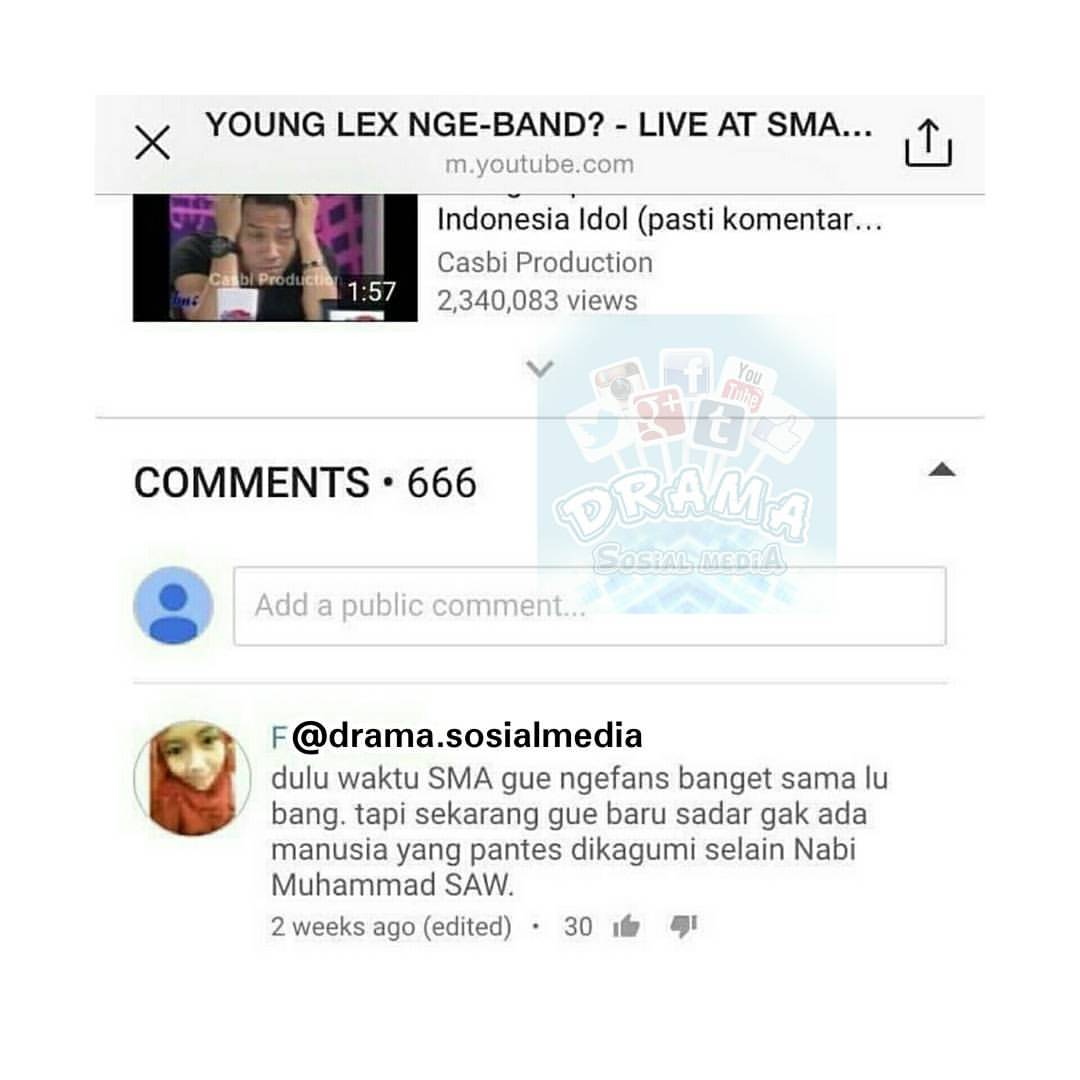 YOUNG LEX NGE-BAND? - LIVE AT SMA...
m.youtube.com
Indonesia Idol (pasti komentar...
Casbi Production
2,340,083 views
Casbi Production
1:57
You
Tube
f
g+
t
DRAMA
SOSIAL MEDIA
COMMENTS • 666
Add a public comment...
F@drama.sosialmedia
dulu waktu SMA gue ngefans banget sama lu
bang. tapi sekarang gue baru sadar gak ada
manusia yang pantes dikagumi selain Nabi
Muhammad SAW.
2 weeks ago (edited) • 30